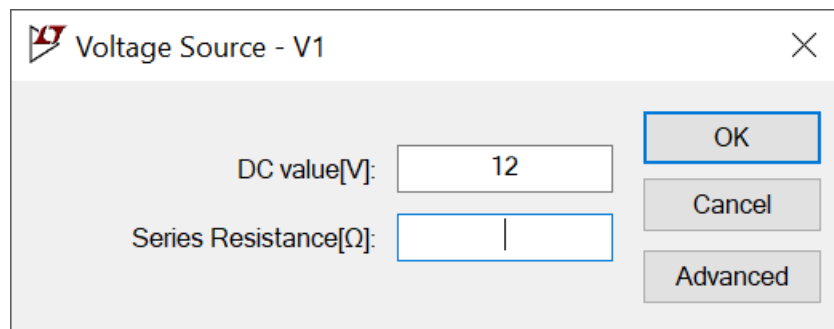 Voltage Source - V1
OK
DC value[V]: 12
Cancel
Series Resistance[Ω]:
Advanced